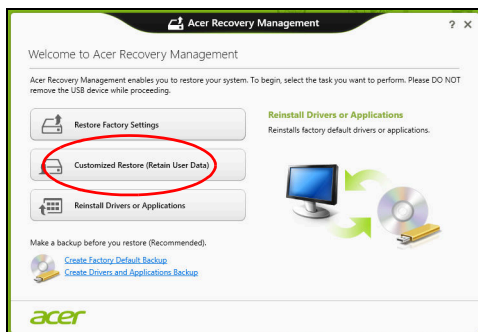 Acer Recovery Management
? ×
Welcome to Acer Recovery Management
Acer Recovery Management enables you to restore your system. To begin, select the task you want to perform. Please DO NOT
remove the USB device while proceeding.
Restore Factory Settings
Customized Restore (Retain User Data)
Reinstall Drivers or Applications
Reinstall Drivers or Applications
Reinstalls factory default drivers or applications.
Make a backup before you restore (Recommended).
Create Factory Default Backup
Create Drivers and Applications Backup
acer